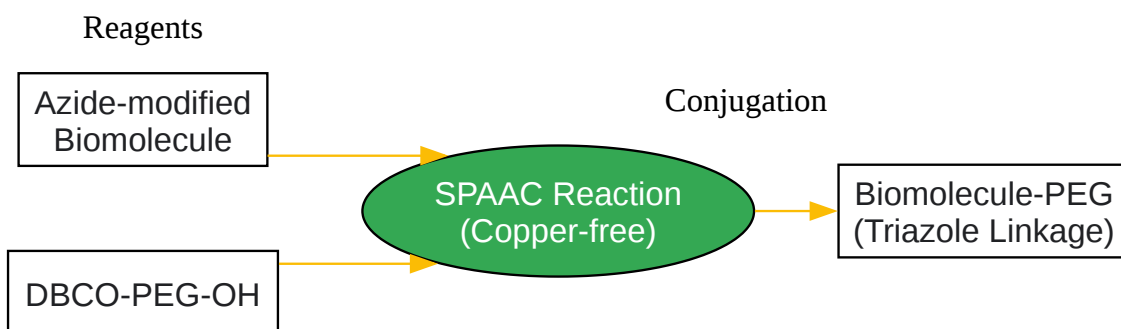 Reagents
Azide-modified
Biomolecule
Conjugation
SPAAC Reaction
(Copper-free)
Biomolecule-PEG
(Triazole Linkage)
DBCO-PEG-OH